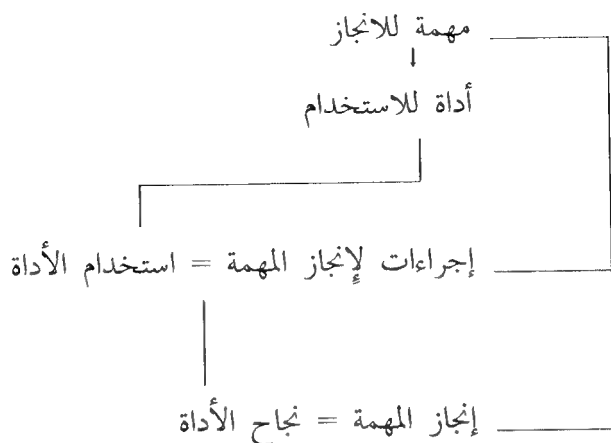 مهمة للانجاز
أداة للاستخدام
إجراءات لإنجاز المهمة = استخدام الأداة
إنجاز المهمة = نجاح الأداة